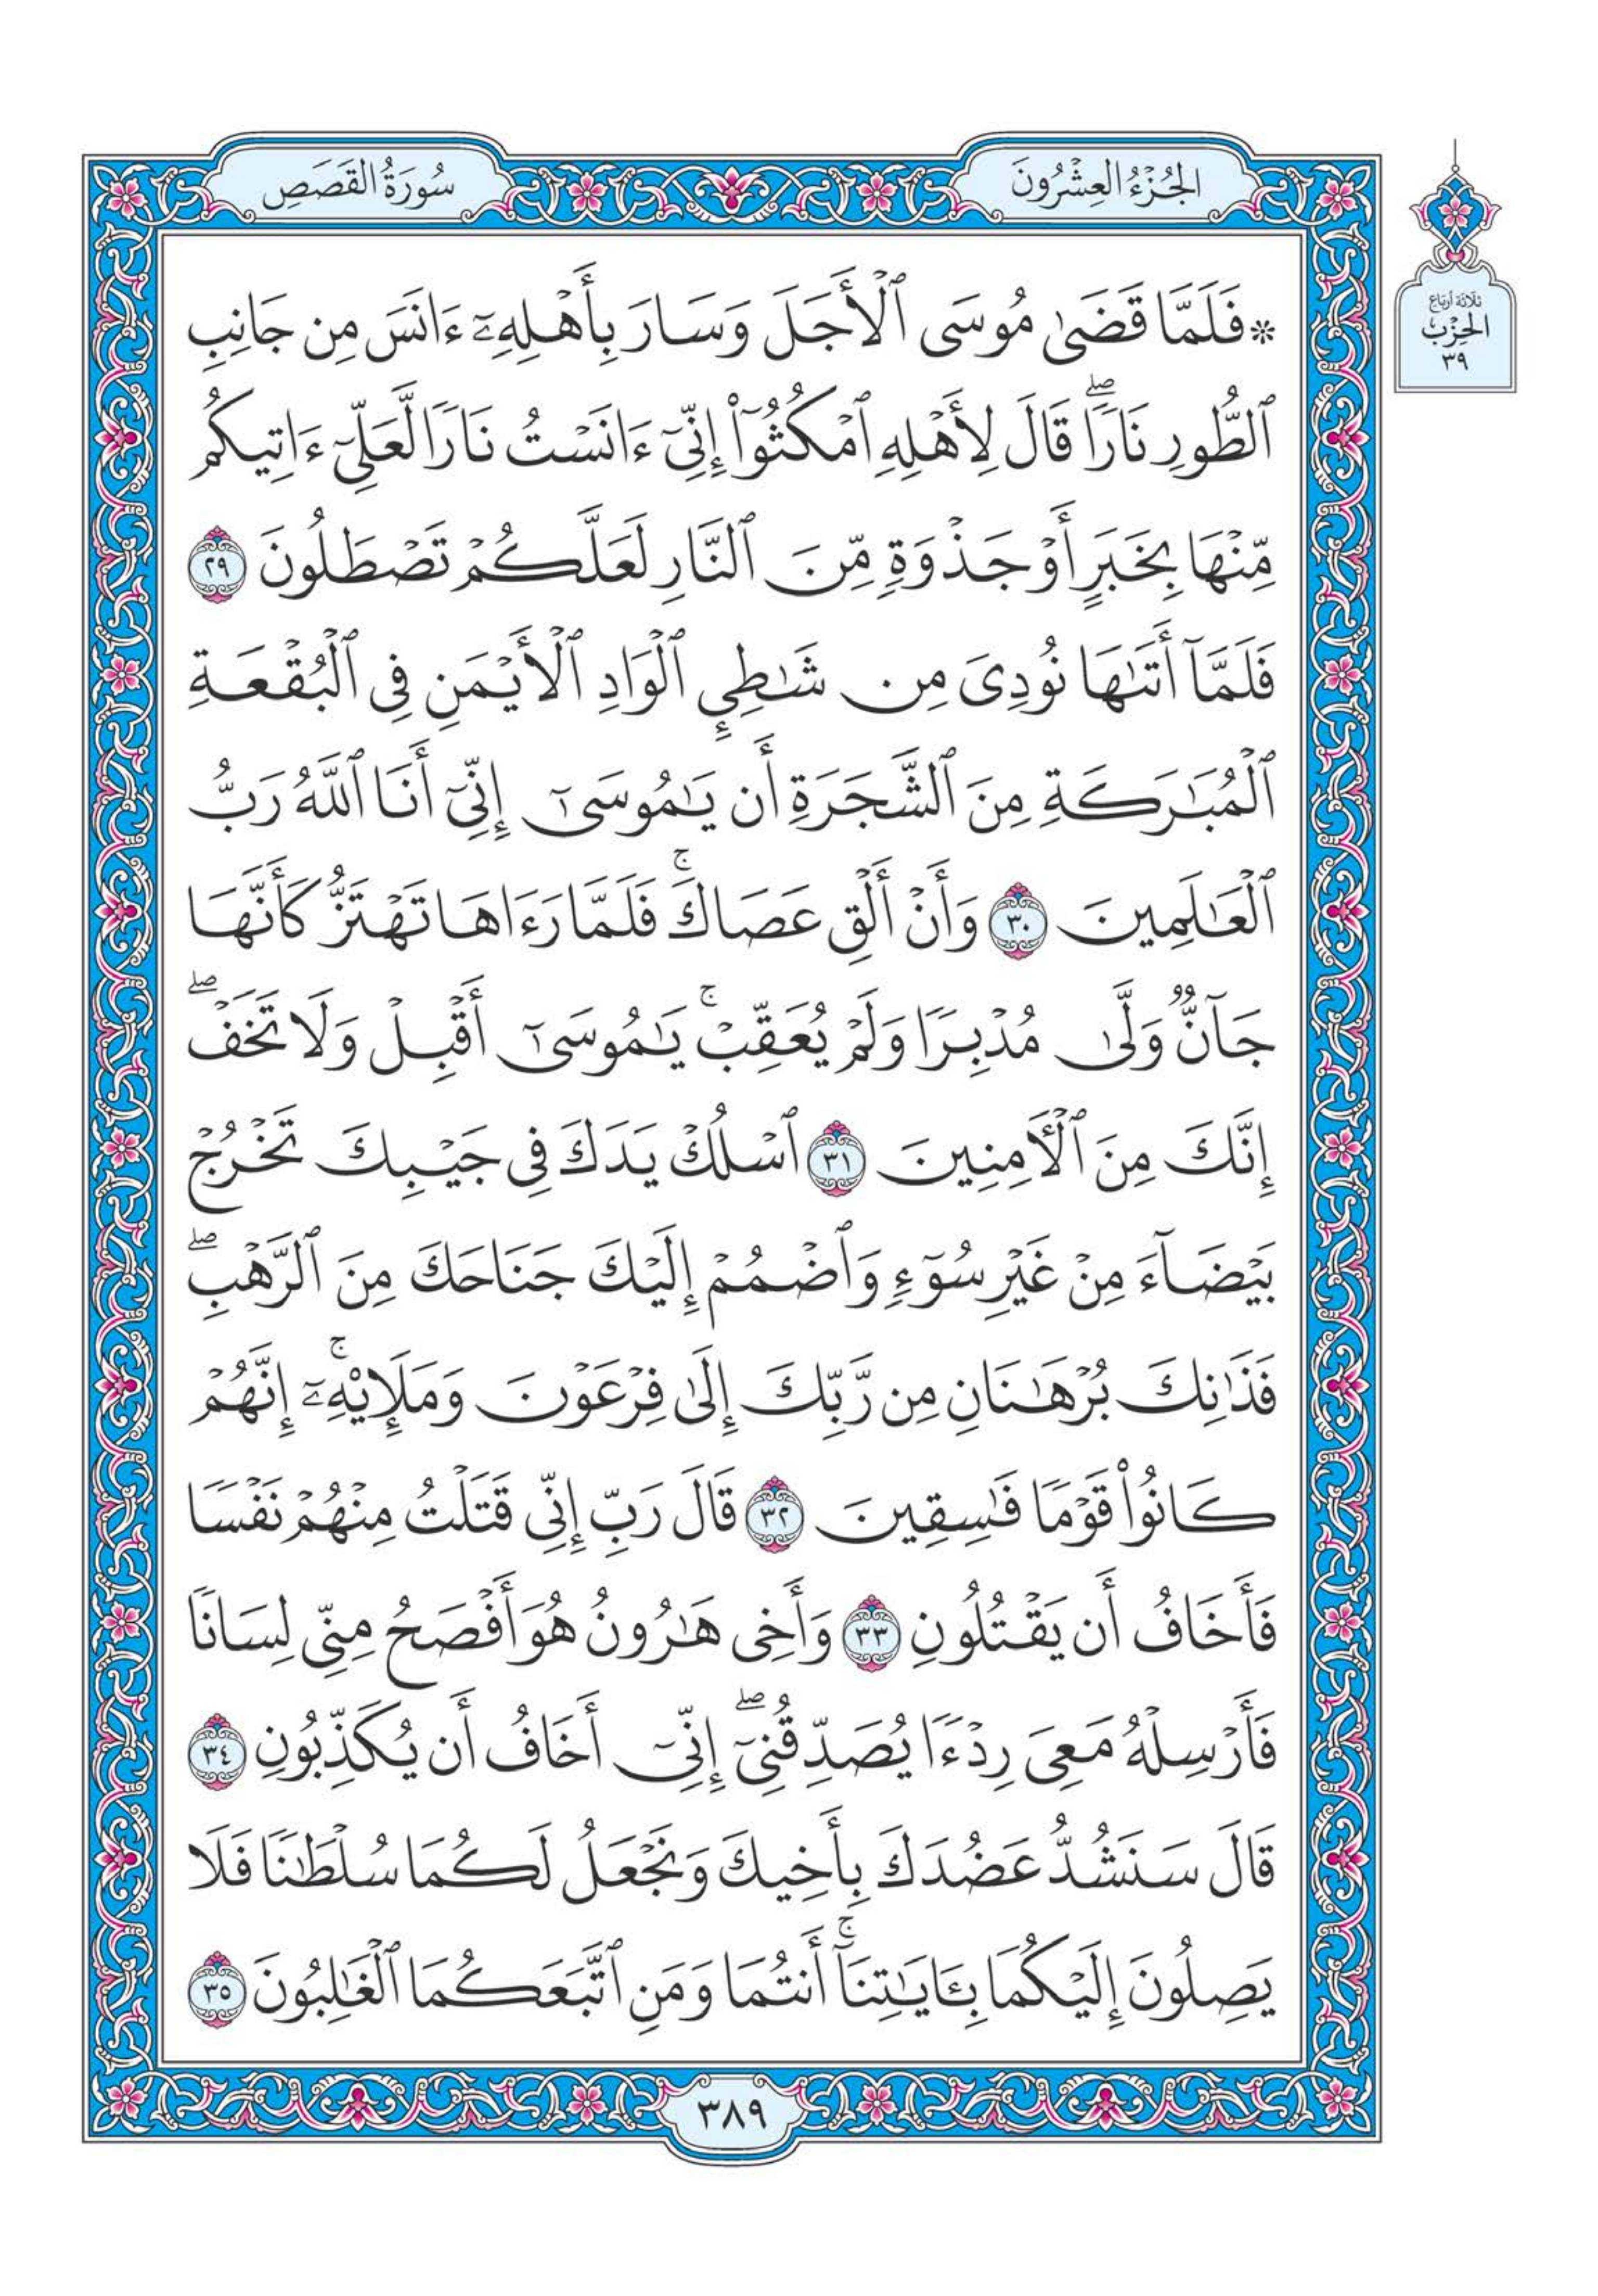 سُورَةُ القَصَصِ
الجُزْءُ العِشْرُونَ
ثلاثة أرباع
الحِزْب
٣٩
* فَلَمَّا قَضَىٰ مُوسَى ٱلْأَجَلَ وَسَارَ بِأَهْلِهِۦٓ ءَانَسَ مِن جَانِبِ
ٱلطُّورِ نَارًاۖ قَالَ لِأَهْلِهِ ٱمْكُثُوٓا۟ إِنِّىٓ ءَانَسْتُ نَارًا لَّعَلِّىٓ ءَاتِيكُم
مِّنْهَا بِخَبَرٍ أَوْ جَذْوَةٍ مِّنَ ٱلنَّارِ لَعَلَّكُمْ تَصْطَلُونَ ٢٩
فَلَمَّآ أَتَىٰهَا نُودِىَ مِن شَـٰطِئِ ٱلْوَادِ ٱلْأَيْمَنِ فِى ٱلْبُقْعَةِ
ٱلْمُبَـٰرَكَةِ مِنَ ٱلشَّجَرَةِ أَن يَـٰمُوسَىٰٓ إِنِّىٓ أَنَا ٱللَّهُ رَبُّ
ٱلْعَـٰلَمِينَ ٣٠ وَأَنْ أَلْقِ عَصَاكَۚ فَلَمَّا رَءَاهَا تَهْتَزُّ كَأَنَّهَا
جَآنٌّ وَلَّىٰ مُدْبِرًا وَلَمْ يُعَقِّبْۚ يَـٰمُوسَىٰٓ أَقْبِلْ وَلَا تَخَفْۖ
إِنَّكَ مِنَ ٱلْـَٔامِنِينَ ٣١ ٱسْلُكْ يَدَكَ فِى جَيْبِكَ تَخْرُجْ
بَيْضَآءَ مِنْ غَيْرِ سُوٓءٍ وَٱضْمُمْ إِلَيْكَ جَنَاحَكَ مِنَ ٱلرَّهْبِۖ
فَذَٰنِكَ بُرْهَـٰنَانِ مِن رَّبِّكَ إِلَىٰ فِرْعَوْنَ وَمَلَإِي۟هِۦٓۚ إِنَّهُمْ
كَانُوا۟ قَوْمًا فَـٰسِقِينَ ٣٢ قَالَ رَبِّ إِنِّى قَتَلْتُ مِنْهُمْ نَفْسًا
فَأَخَافُ أَن يَقْتُلُونِ ٣٣ وَأَخِى هَـٰرُونُ هُوَ أَفْصَحُ مِنِّى لِسَانًا
فَأَرْسِلْهُ مَعِىَ رِدْءًا يُصَدِّقُنِىٓۖ إِنِّىٓ أَخَافُ أَن يُكَذِّبُونِ ٣٤
قَالَ سَنَشُدُّ عَضُدَكَ بِأَخِيكَ وَنَجْعَلُ لَكُمَا سُلْطَـٰنًا فَلَا
يَصِلُونَ إِلَيْكُمَا بِـَٔايَـٰتِنَآۚ أَنتُمَا وَمَنِ ٱتَّبَعَكُمَا ٱلْغَـٰلِبُونَ ٣٥
٣٨٩